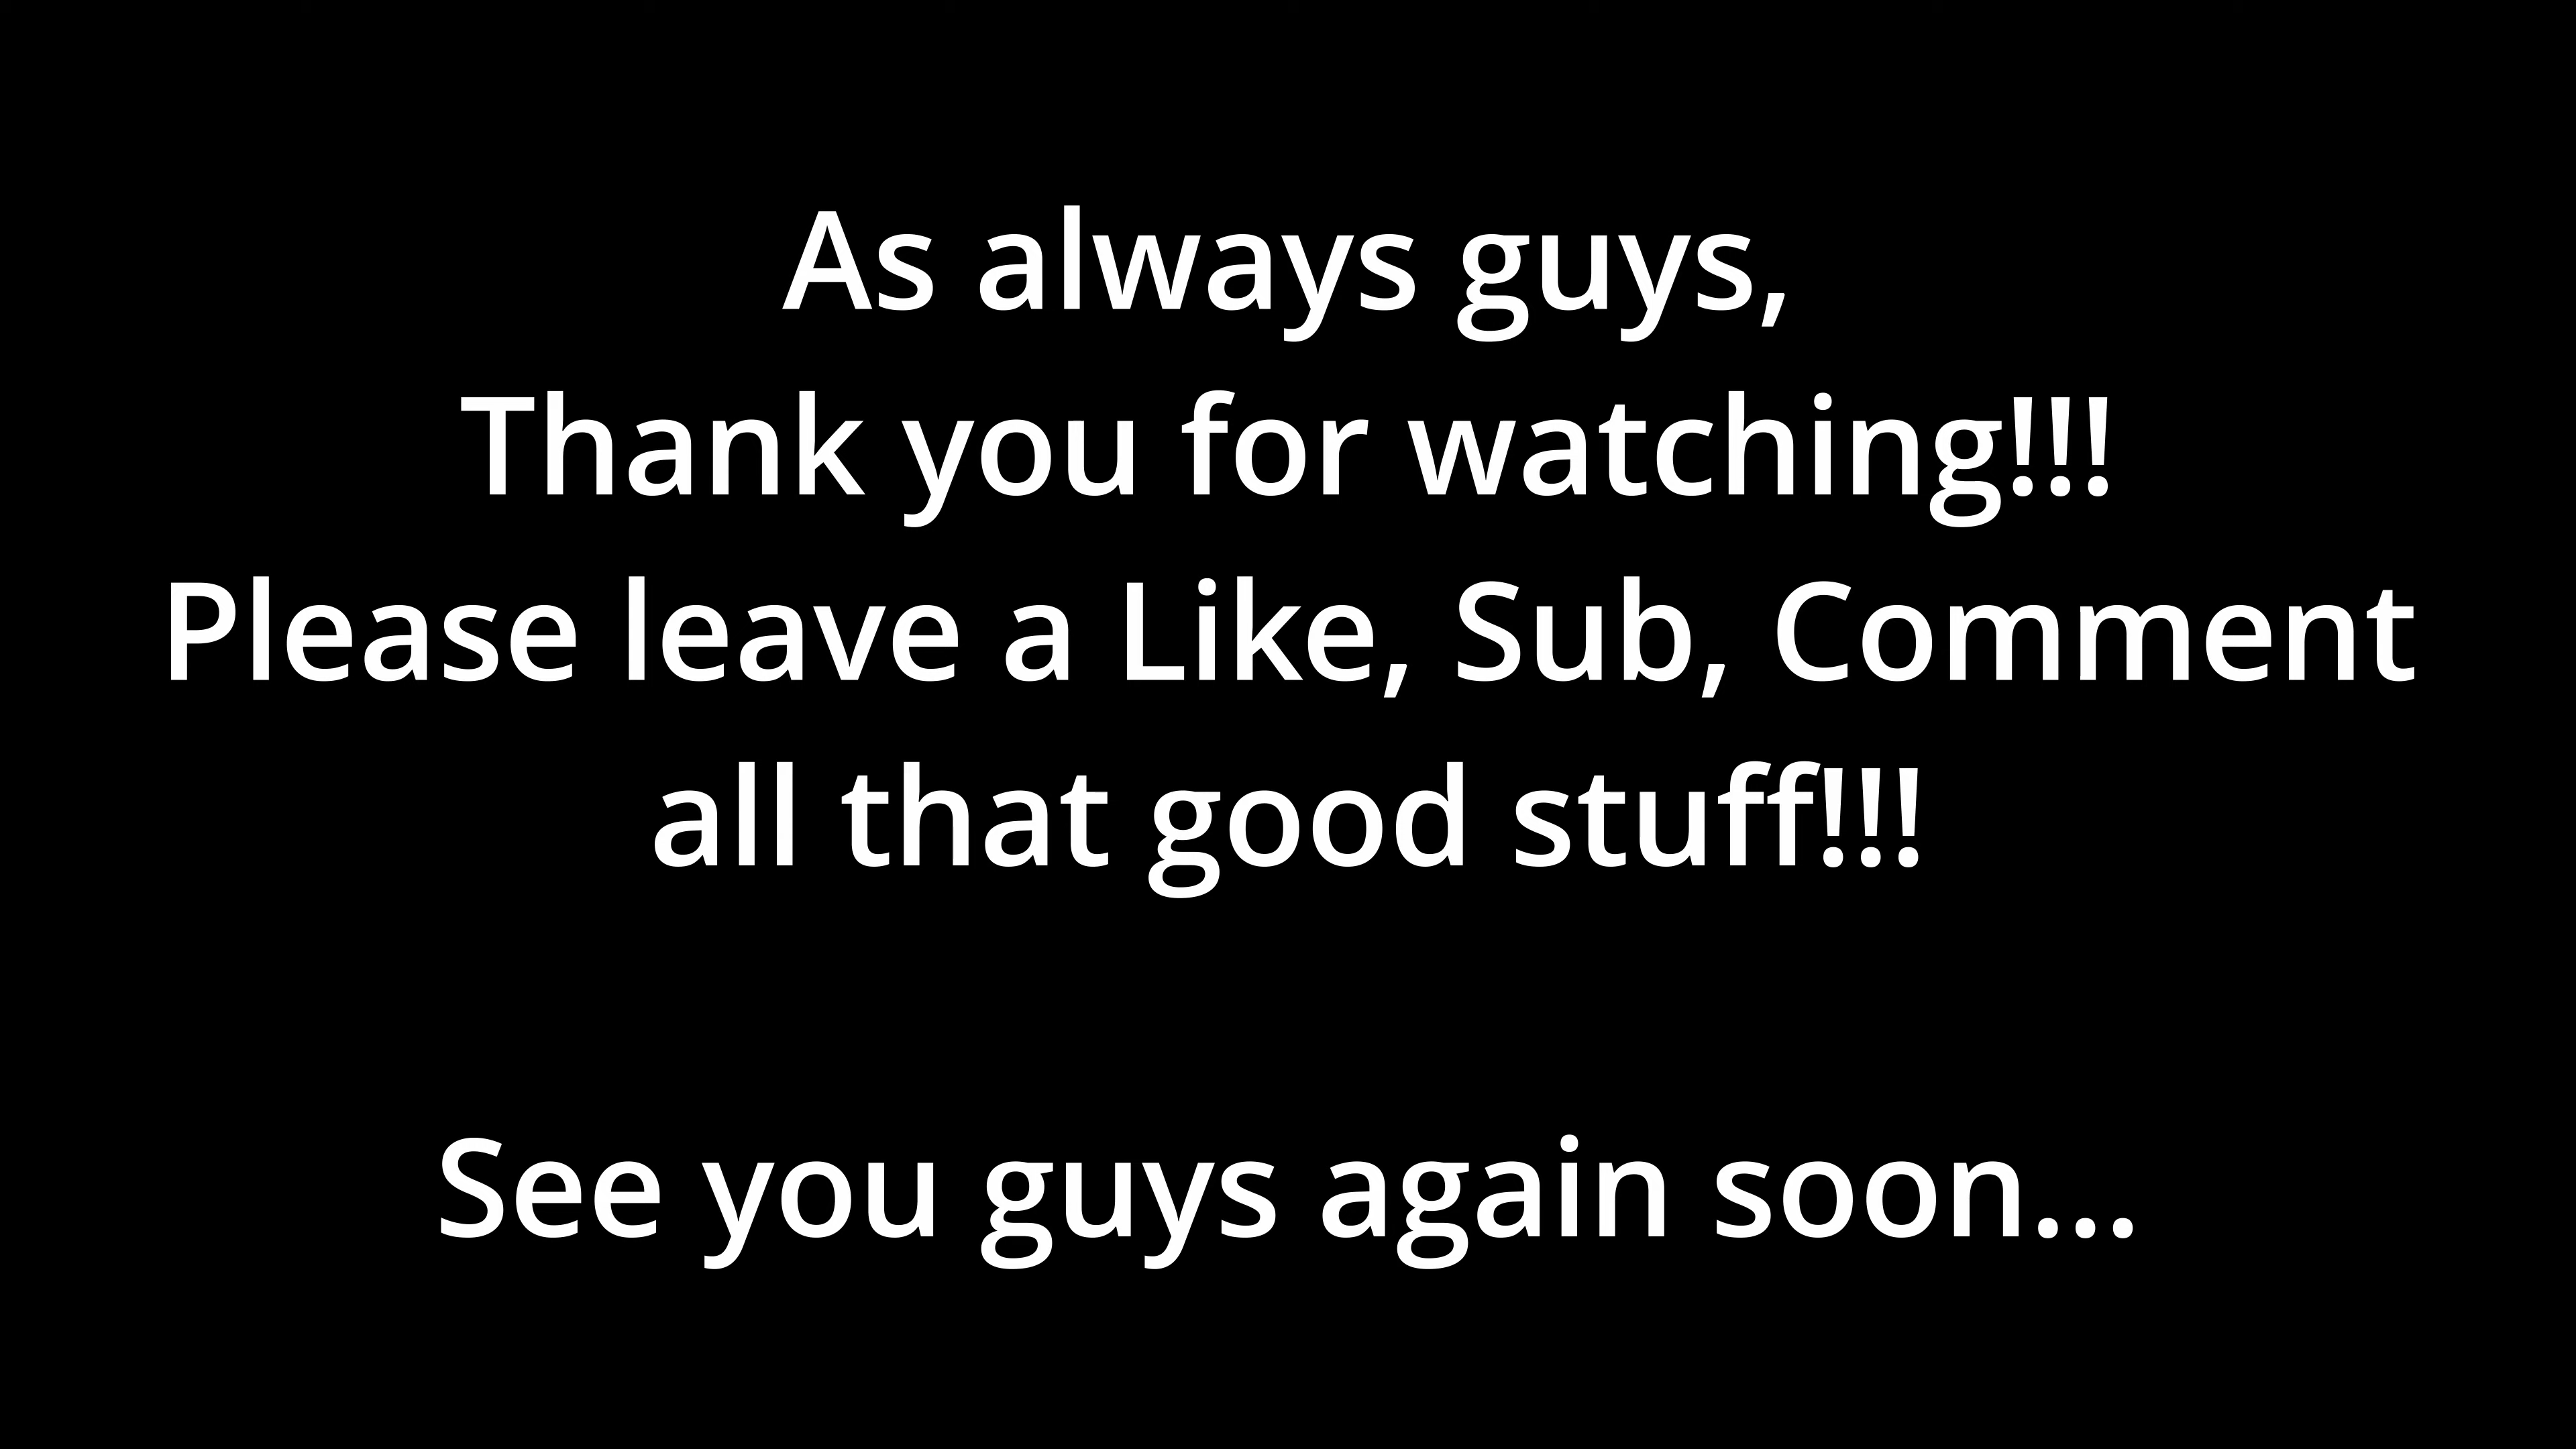 As always guys,
Thank you for watching!!!
Please leave a Like, Sub, Comment
all that good stuff!!!
See you guys again soon...